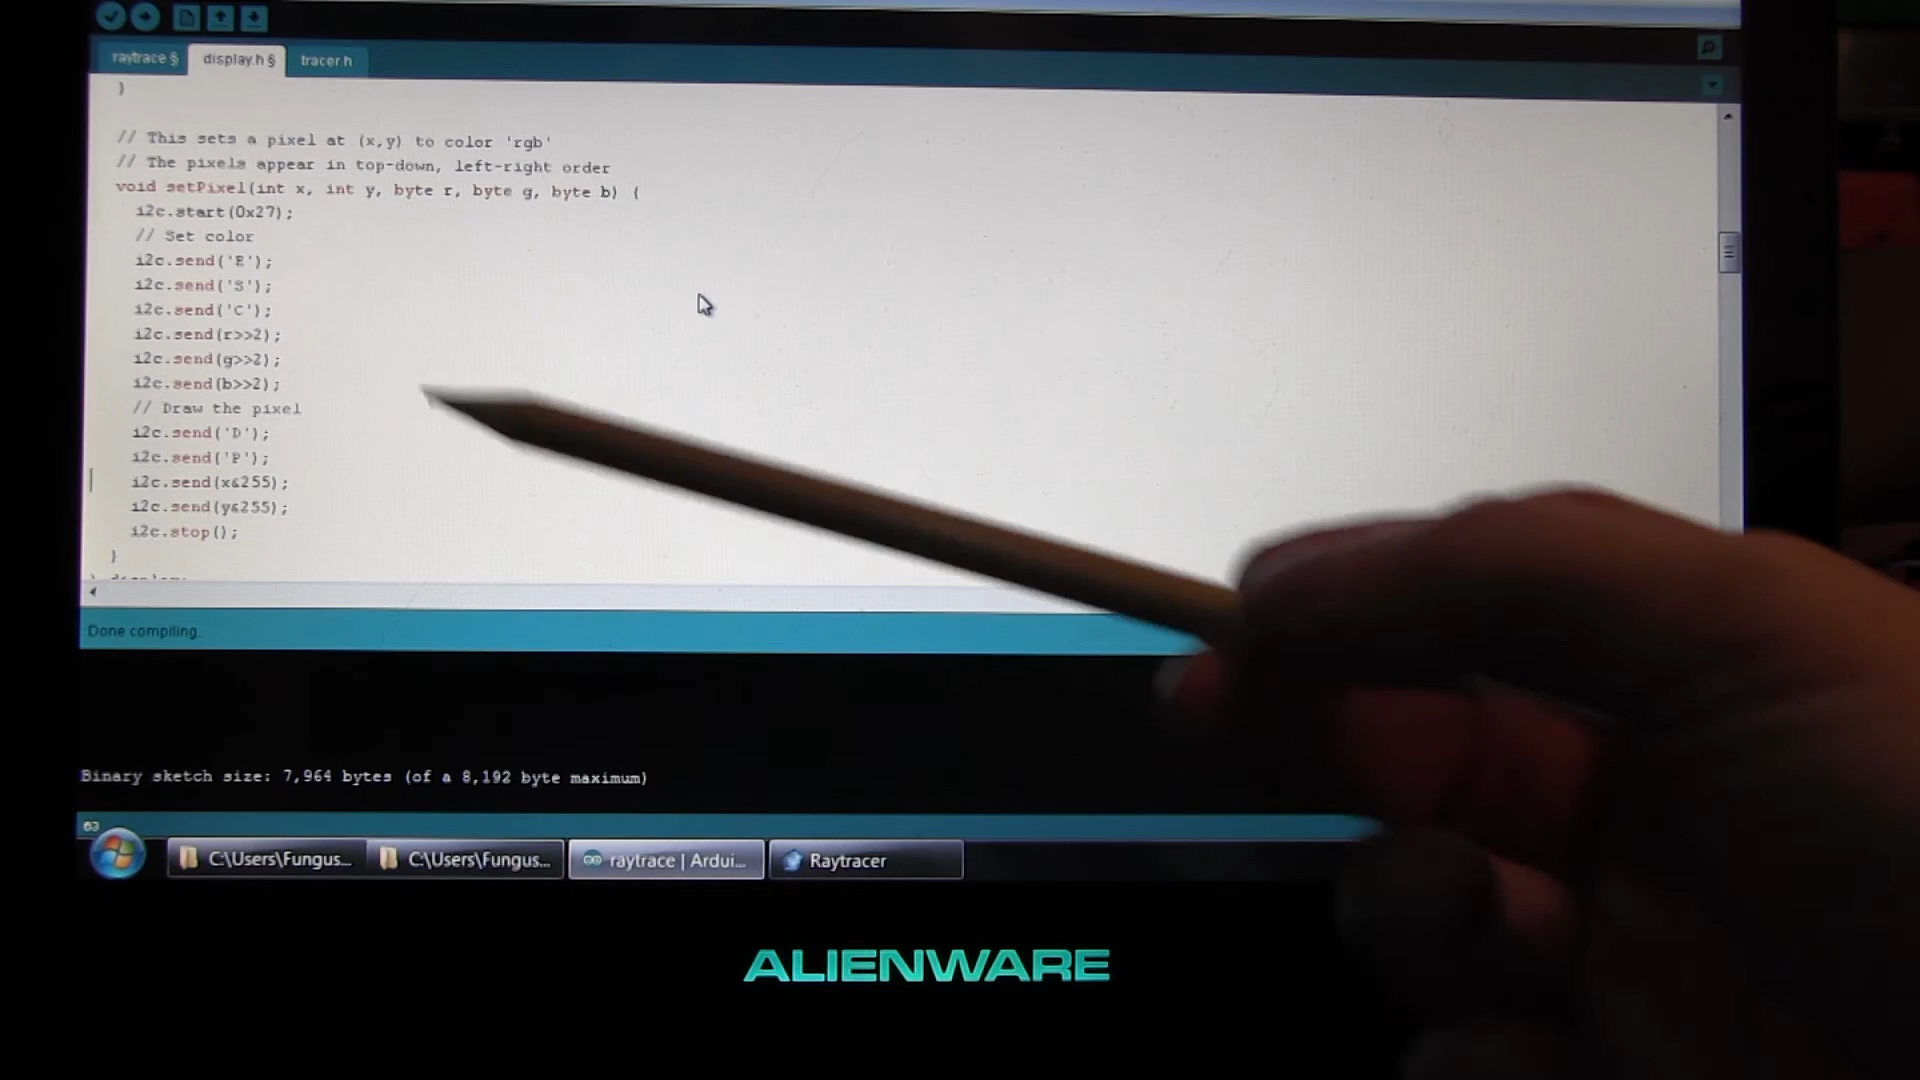 raytrace § display.h § tracer.h
}
// This sets a pixel at (x,y) to color 'rgb'
// The pixels appear in top-down, left-right order
void setPixel(int x, int y, byte r, byte g, byte b) {
i2c.start(0x27);
// Set color
i2c.send('E');
i2c.send('S');
i2c.send('C');
i2c.send(r>>2);
i2c.send(g>>2);
i2c.send(b>>2);
// Draw the pixel
i2c.send('D');
i2c.send('P');
i2c.send(x&255);
i2c.send(y&255);
i2c.stop();
}
Done compiling.
Binary sketch size: 7,964 bytes (of a 8,192 byte maximum)
63
C:\Users\Fungus... C:\Users\Fungus... raytrace | Ardui... Raytracer
ALIENWARE